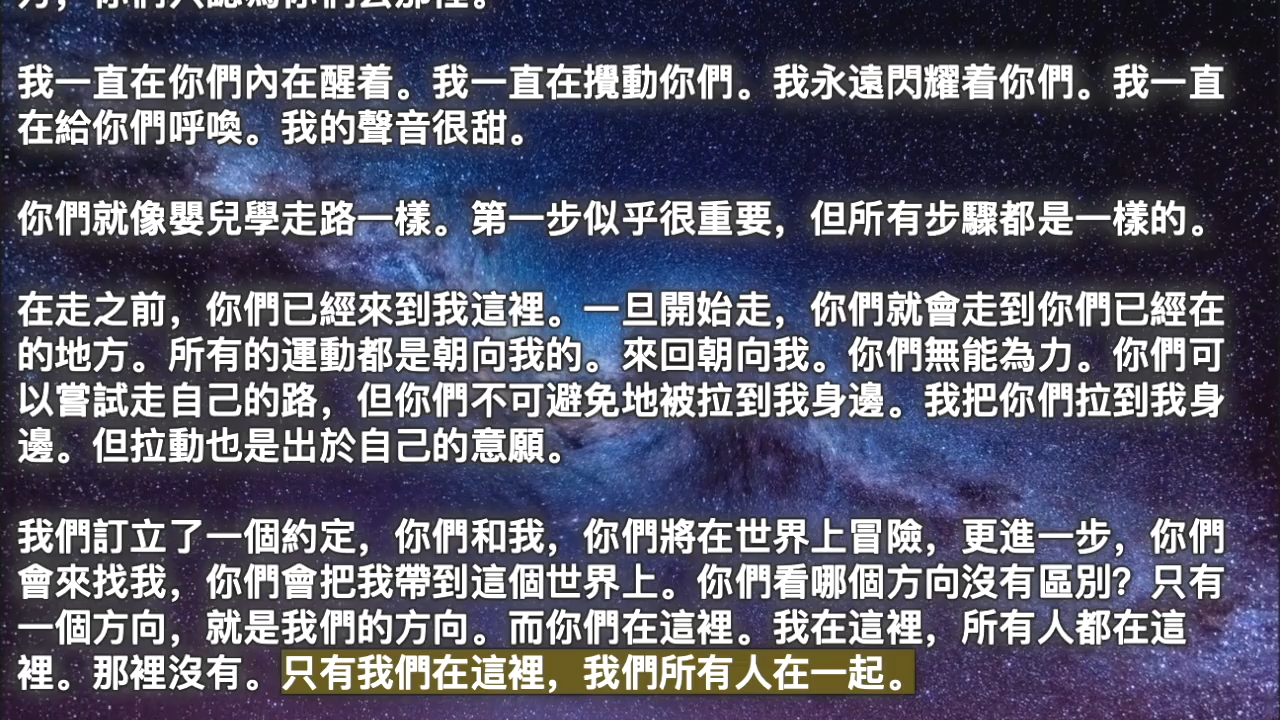 我一直在你們內在醒着。我一直在攪動你們。我永遠閃耀着你們。我一直
在給你們呼喚。我的聲音很甜。
你們就像嬰兒學走路一樣。第一步似乎很重要，但所有步驟都是一樣的。
在走之前，你們已經來到我這裡。一旦開始走，你們就會走到你們已經在
的地方。所有的運動都是朝向我的。來回朝向我。你們無能為力。你們可
以嘗試走自己的路，但你們不可避免地被拉到我身邊。我把你們拉到我身
邊。但拉動也是出於自己的意願。
我們訂立了一個約定，你們和我，你們將在世界上冒險，更進一步，你們
會來找我，你們會把我帶到這個世界上。你們看哪個方向沒有區別？只有
一個方向，就是我們的方向。而你們在這裡。我在這裡，所有人都在這
裡。那裡沒有。只有我們在這裡，我們所有人在一起。